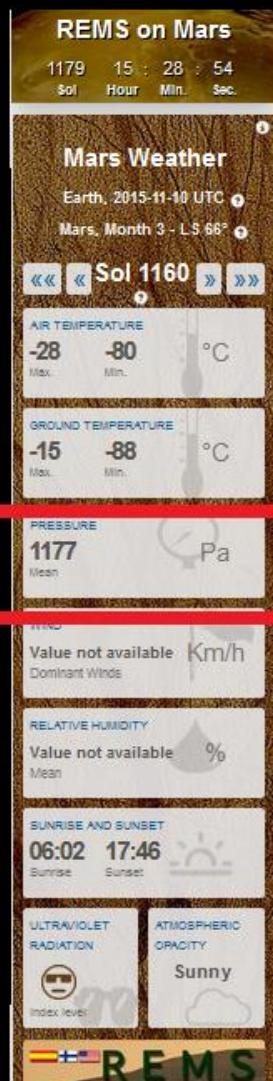 REMS on Mars
1179 15 : 28 : 54
Sol Hour Min. Sec.
Mars Weather
Earth, 2015-11-10 UTC
Mars, Month 3 - LS 66°
«« « Sol 1160 » »»
AIR TEMPERATURE
-28 -80 °C
Max. Min.
GROUND TEMPERATURE
-15 -88 °C
Max. Min.
PRESSURE
1177 Pa
Mean
WIND
Value not available Km/h
Dominant Winds
RELATIVE HUMIDITY
Value not available %
Mean
SUNRISE AND SUNSET
06:02 17:46
Sunrise Sunset
ULTRAVIOLET RADIATION
Index level
ATMOSPHERIC OPACITY
Sunny
REMS